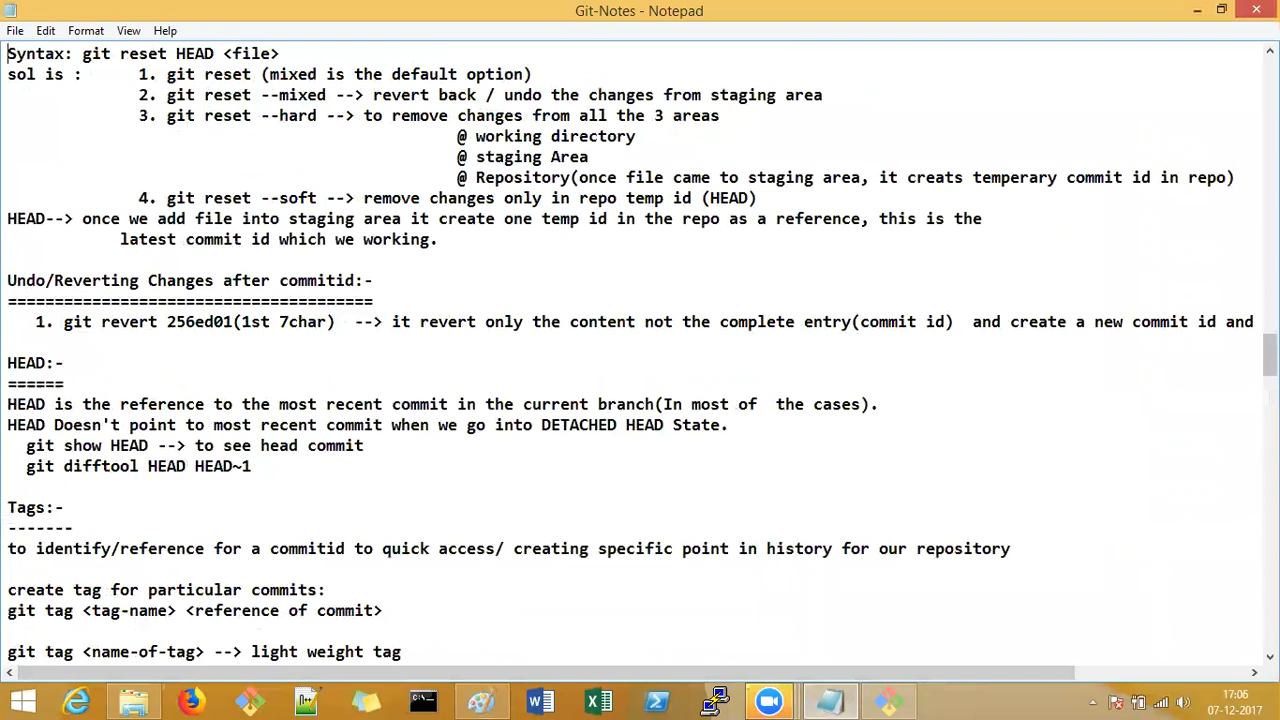 Git-Notes - Notepad
File Edit Format View Help
Syntax: git reset HEAD <file>
sol is : 1. git reset (mixed is the default option)
2. git reset --mixed --> revert back / undo the changes from staging area
3. git reset --hard --> to remove changes from all the 3 areas
@ working directory
@ staging Area
@ Repository(once file came to staging area, it creats temperary commit id in repo)
4. git reset --soft --> remove changes only in repo temp id (HEAD)
HEAD--> once we add file into staging area it create one temp id in the repo as a reference, this is the
latest commit id which we working.
Undo/Reverting Changes after commitid:-
=======================================
1. git revert 256ed01(1st 7char) --> it revert only the content not the complete entry(commit id) and create a new commit id and
HEAD:-
======
HEAD is the reference to the most recent commit in the current branch(In most of the cases).
HEAD Doesn't point to most recent commit when we go into DETACHED HEAD State.
git show HEAD --> to see head commit
git difftool HEAD HEAD~1
Tags:-
-------
to identify/reference for a commitid to quick access/ creating specific point in history for our repository
create tag for particular commits:
git tag <tag-name> <reference of commit>
git tag <name-of-tag> --> light weight tag
17:06
07-12-2017